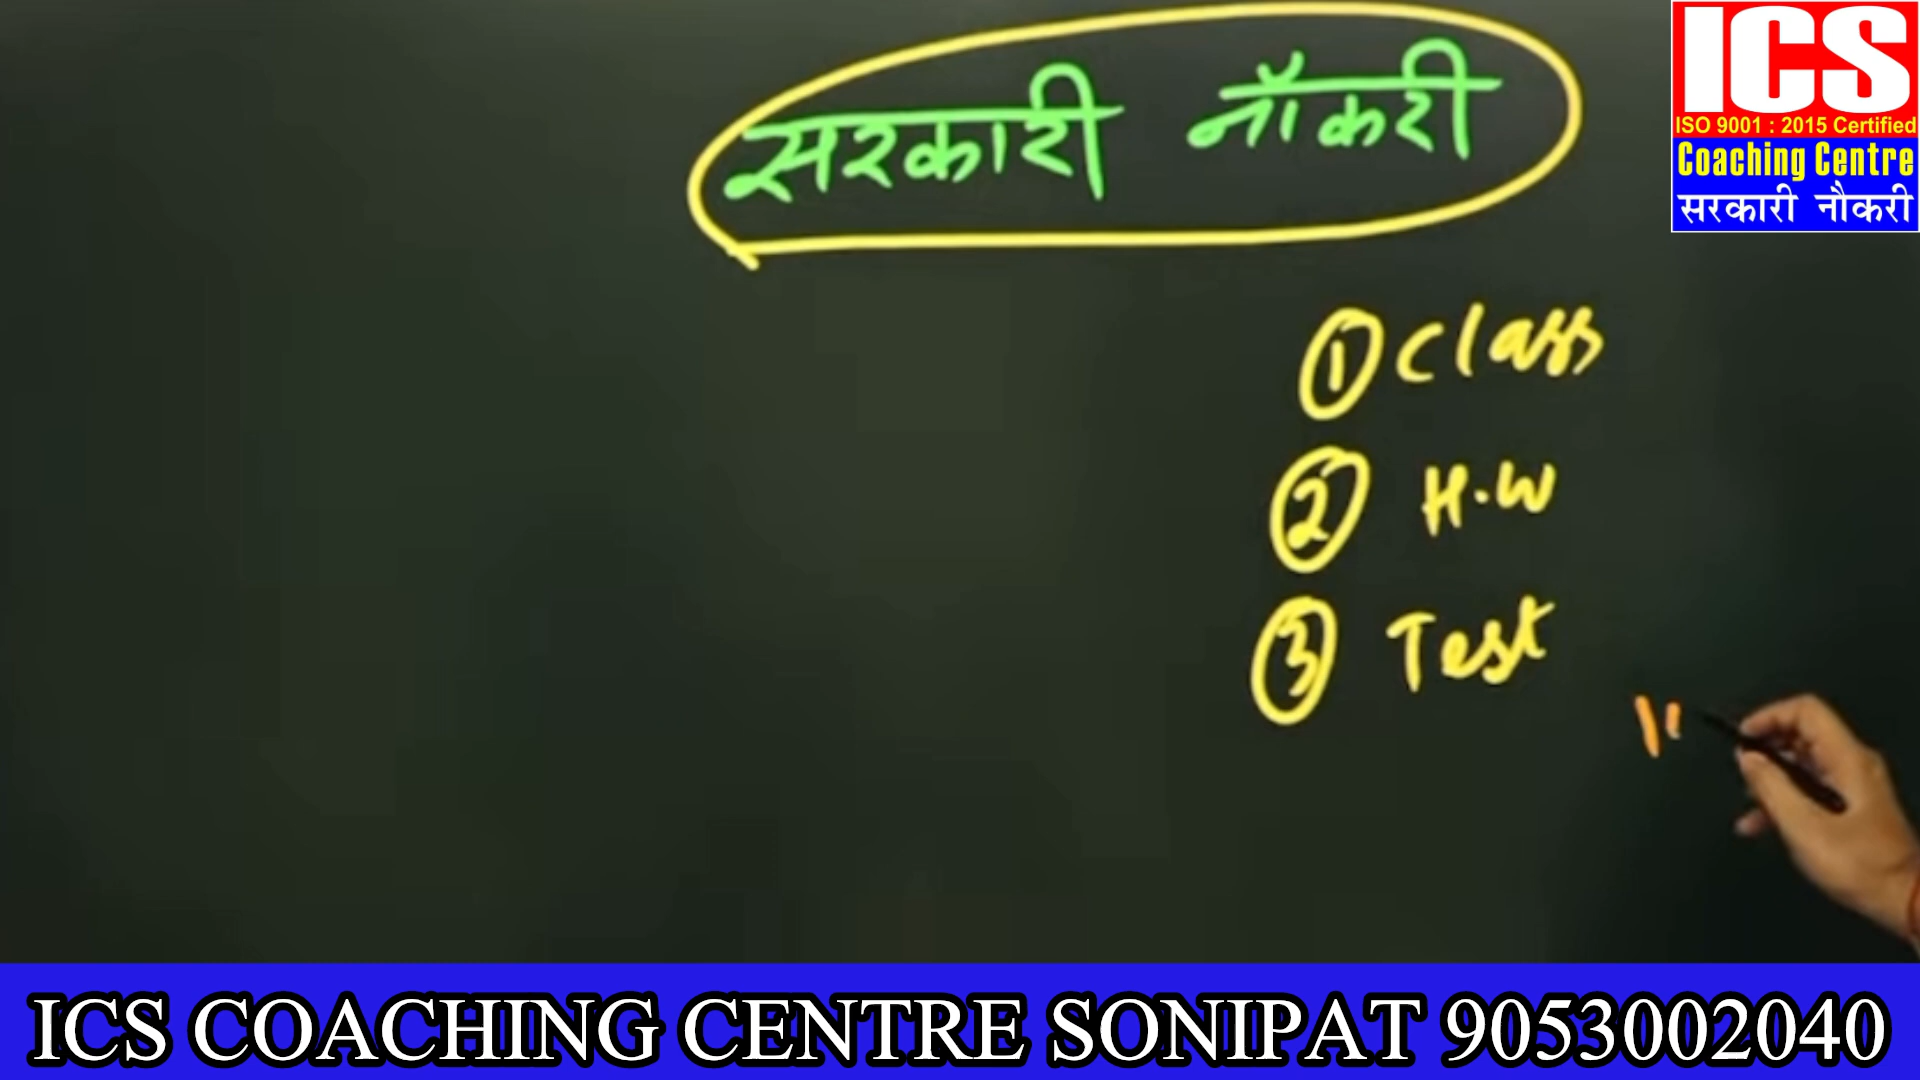 सरकारी नॉकरी
ICS
ISO 9001 : 2015 Certified
Coaching Centre
सरकारी नौकरी
① Class
② H.W
③ Test
ICS COACHING CENTRE SONIPAT 9053002040